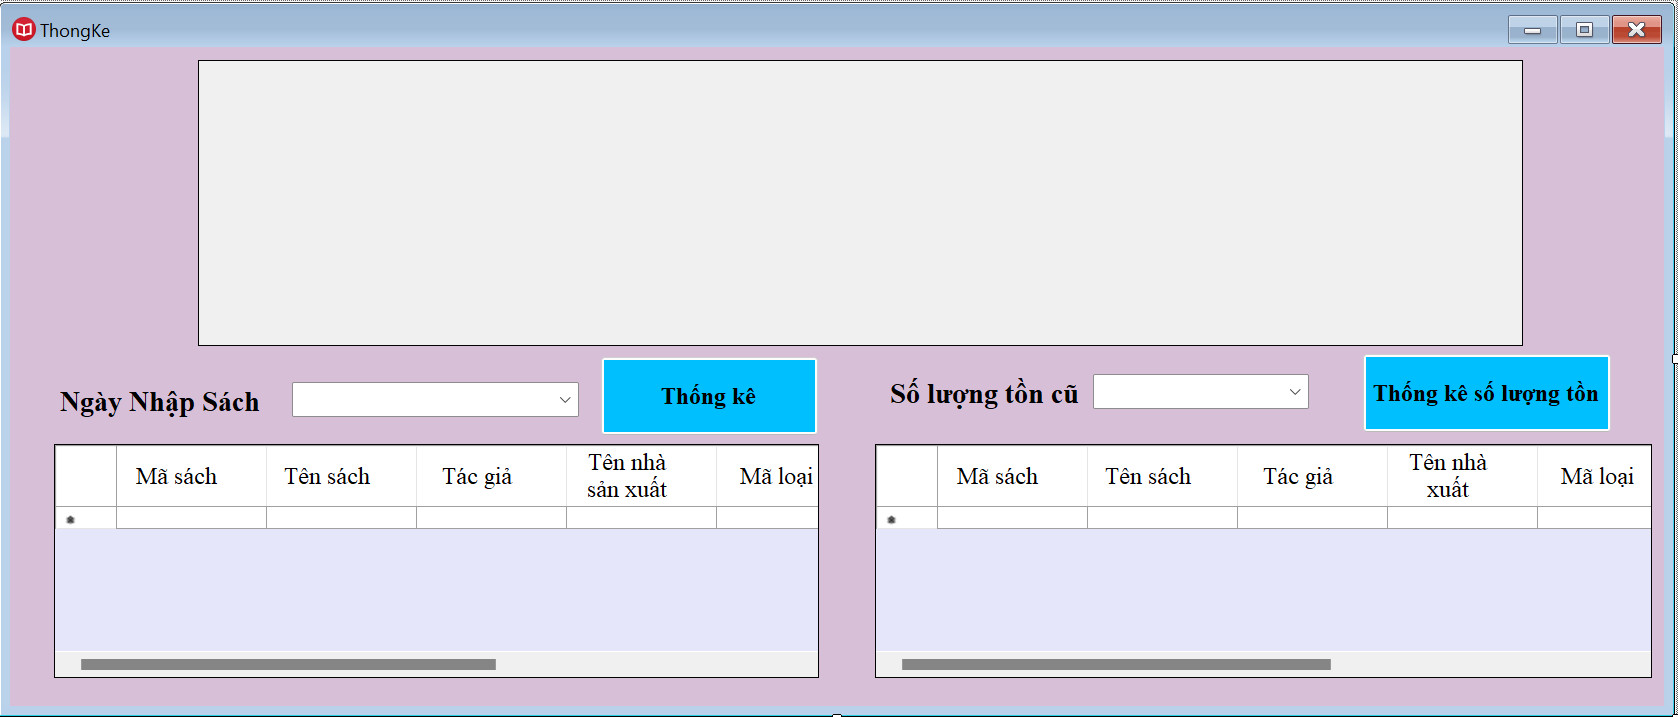 ThongKe
Ngày Nhập Sách
Thống kê
Số lượng tồn cũ
Thống kê số lượng tồn
Mã sách
Tên sách
Tác giả
Tên nhà
sản xuất
Mã loại
Mã sách
Tên sách
Tác giả
Tên nhà
xuất
Mã loại